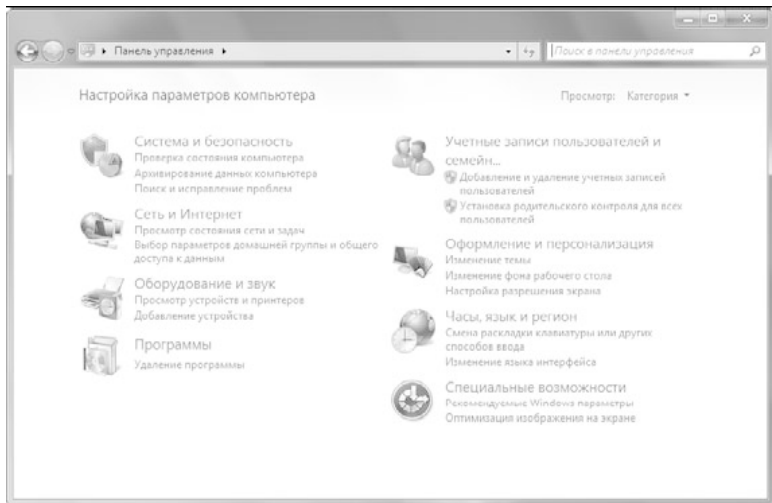 Панель управления
Поиск в панели управления
Настройка параметров компьютера
Просмотр: Категория
Система и безопасность
Проверка состояния компьютера
Архивирование данных компьютера
Поиск и исправление проблем
Сеть и Интернет
Просмотр состояния сети и задач
Выбор параметров домашней группы и общего
доступа к данным
Оборудование и звук
Просмотр устройств и принтеров
Добавление устройства
Программы
Удаление программы
Учетные записи пользователей и
семейн...
Добавление и удаление учетных записей
пользователей
Установка родительского контроля для всех
пользователей
Оформление и персонализация
Изменение темы
Изменение фона рабочего стола
Настройка разрешения экрана
Часы, язык и регион
Смена раскладки клавиатуры или других
способов ввода
Изменение языка интерфейса
Специальные возможности
Рекомендуемые Windows параметры
Оптимизация изображения на экране